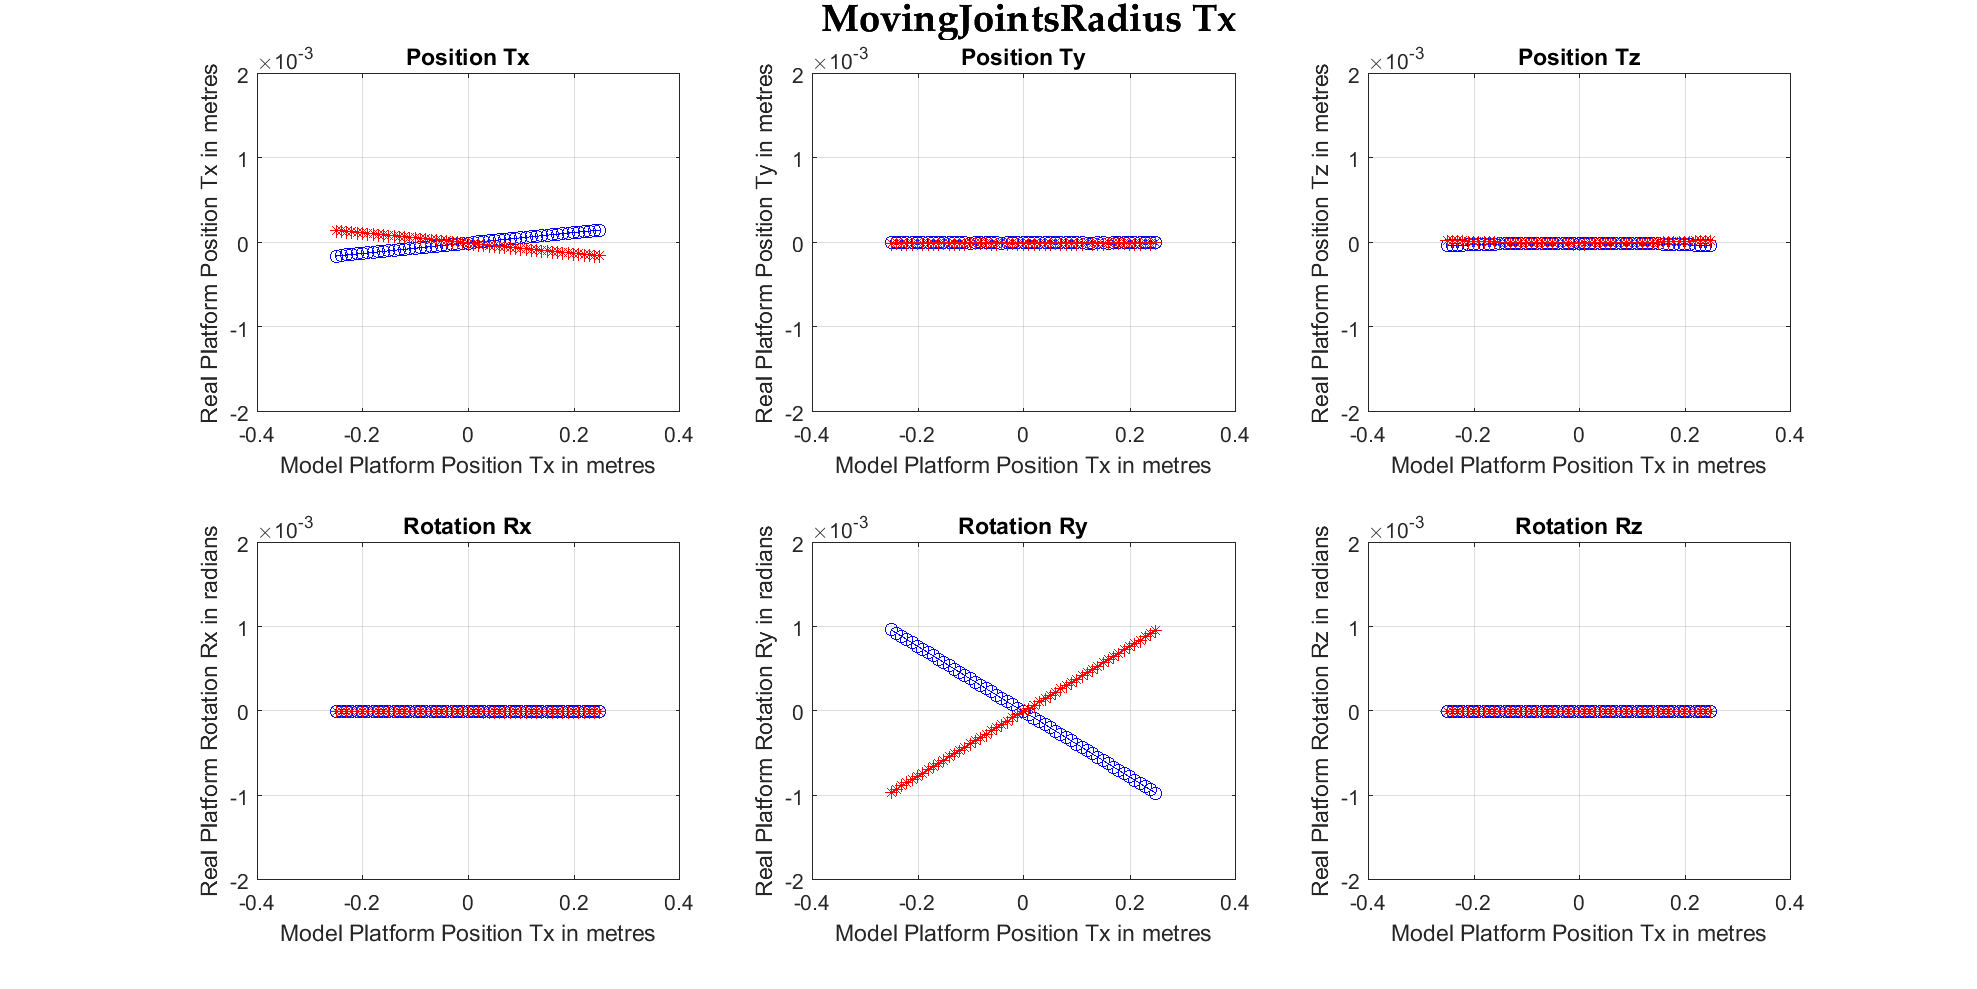 MovingJointsRadius Tx
Position Tx
×10-3
Real Platform Position Tx in metres
2
1
0
-1
-2
-0.4 -0.2 0 0.2 0.4
Model Platform Position Tx in metres
Position Ty
×10-3
Real Platform Position Ty in metres
2
1
0
-1
-2
-0.4 -0.2 0 0.2 0.4
Model Platform Position Tx in metres
Position Tz
×10-3
Real Platform Position Tz in metres
2
1
0
-1
-2
-0.4 -0.2 0 0.2 0.4
Model Platform Position Tx in metres
Rotation Rx
×10-3
Real Platform Rotation Rx in radians
2
1
0
-1
-2
-0.4 -0.2 0 0.2 0.4
Model Platform Position Tx in metres
Rotation Ry
×10-3
Real Platform Rotation Ry in radians
2
1
0
-1
-2
-0.4 -0.2 0 0.2 0.4
Model Platform Position Tx in metres
Rotation Rz
×10-3
Real Platform Rotation Rz in radians
2
1
0
-1
-2
-0.4 -0.2 0 0.2 0.4
Model Platform Position Tx in metres